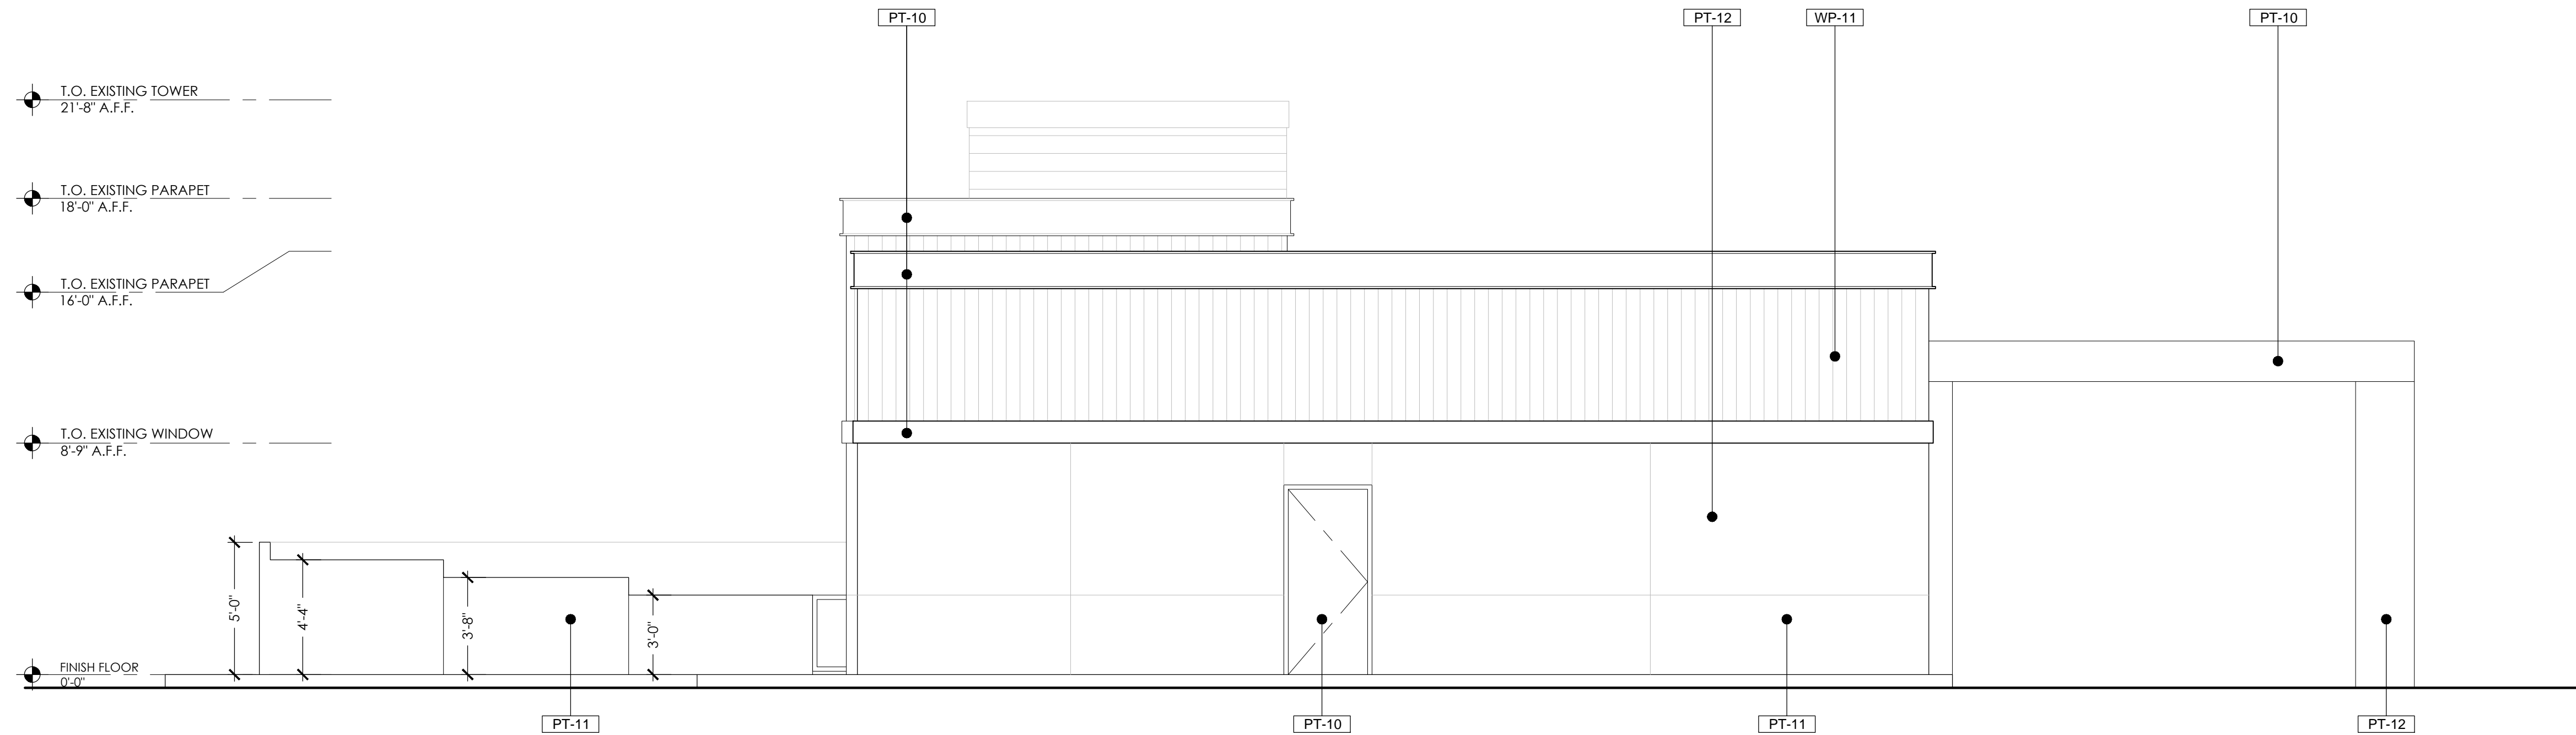 PT-10
PT-12
WP-11
PT-10
T.O. EXISTING TOWER
21'-8" A.F.F.
T.O. EXISTING PARAPET
18'-0" A.F.F.
T.O. EXISTING PARAPET
16'-0" A.F.F.
T.O. EXISTING WINDOW
8'-9" A.F.F.
5'-0"
4'-4"
3'-8"
3'-0"
FINISH FLOOR
0'-0"
PT-11
PT-10
PT-11
PT-12